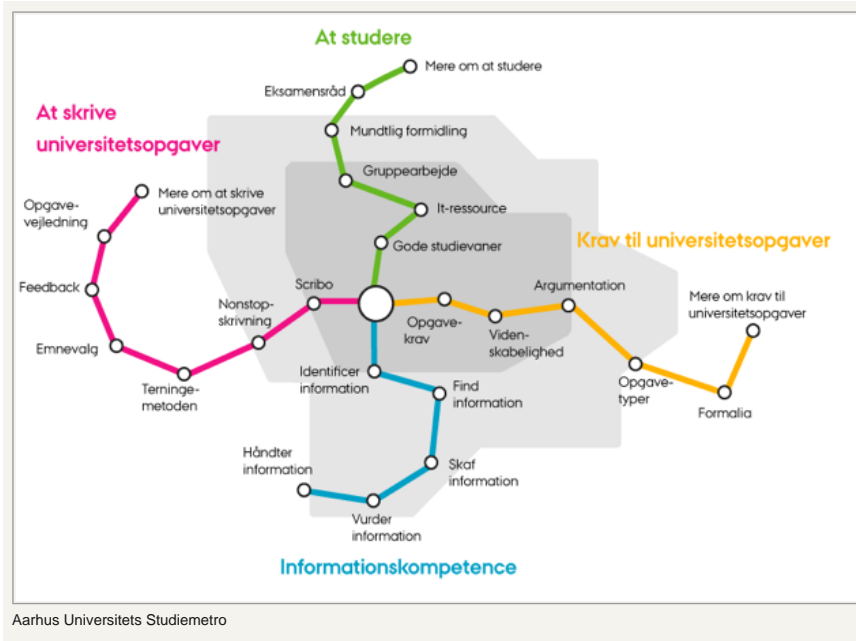 At studere
Mere om at studere
Eksamensråd
Mundtlig formidling
Gruppearbejde
It-ressource
Gode studievaner
At skrive
universitetsopgaver
Mere om at skrive
universitetsopgaver
Opgave-
vejledning
Feedback
Emnevalg
Terninge-
metoden
Nonstop-
skrivning
Scribo
Krav til universitetsopgaver
Opgave-
krav
Viden-
skabelighed
Argumentation
Opgave-
typer
Formalia
Mere om krav til
universitetsopgaver
Identificer
information
Find
information
Skaf
information
Vurder
information
Håndter
information
Informationskompetence
Aarhus Universitets Studiemetro